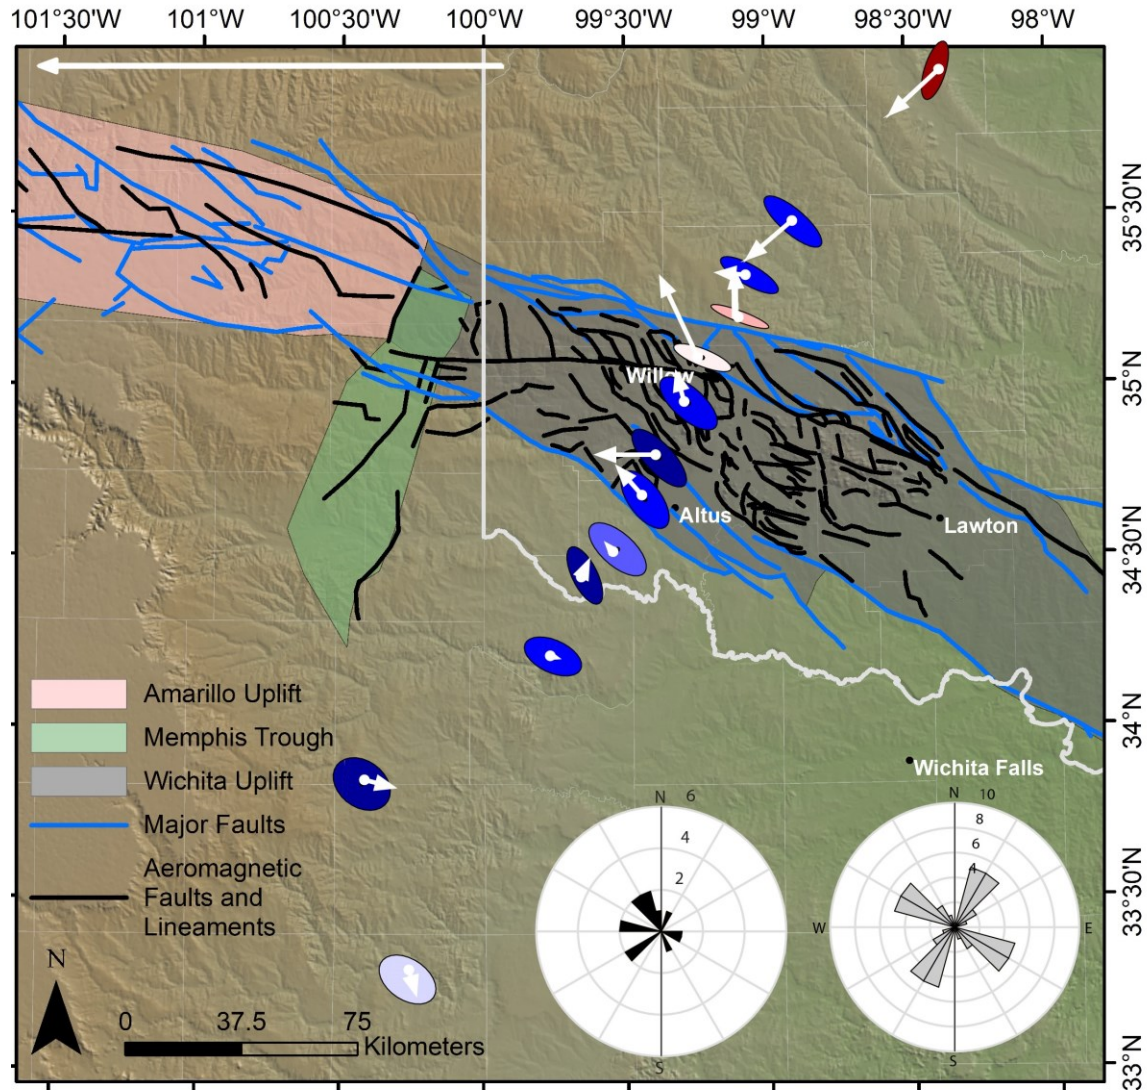 101°W 100°30'W 100°W 99°30'W 99°W 98°30'W 98°W
35°30'N
35°N
Willow
Altus
Lawton
34°30'N
Amarillo Uplift
Memphis Trough
34°N
Wichita Uplift
Wichita Falls
Major Faults
Aeromagnetic
Faults and
Lineaments
N 6
4
2
S
N 10
8
6
4
W E
S
33°30'N
N
0 37.5 75
Kilometers
33°N